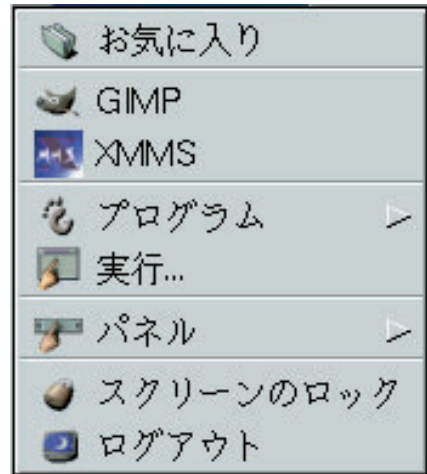 お気に入り
GIMP
XMMS
プログラム
実行...
パネル
スクリーンのロック
ログアウト